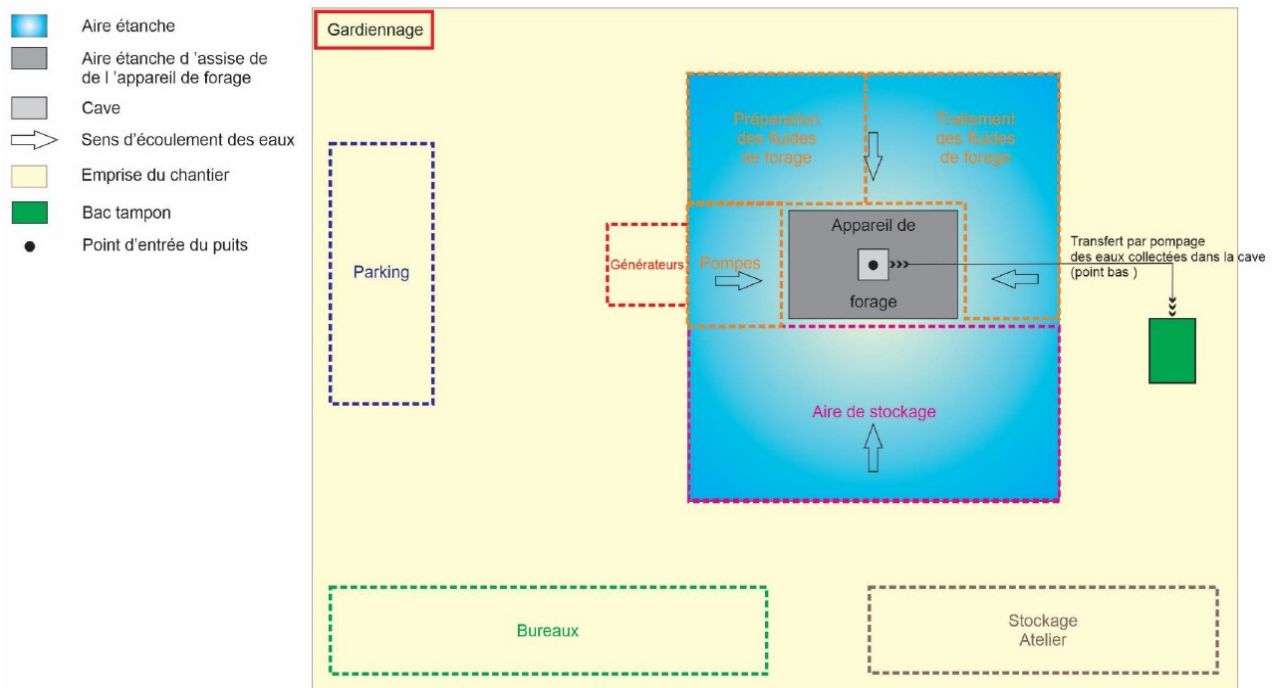 Aire étanche
Aire étanche d 'assise de
de l 'appareil de forage
Cave
Sens d'écoulement des eaux
Emprise du chantier
Bac tampon
Point d'entrée du puits
Gardiennage
Préparation
des fluides
de forage
Traitement
des fluides
de forage
Parking
Générateurs
Pompes
Appareil de
forage
Transfert par pompage
des eaux collectées dans la cave
(point bas )
Aire de stockage
Bureaux
Stockage
Atelier